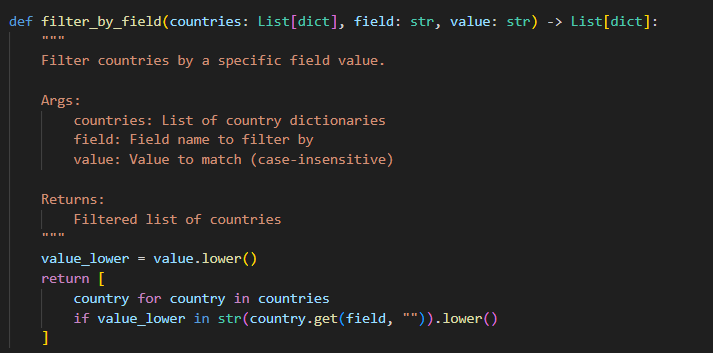 def filter_by_field(countries: List[dict], field: str, value: str) -> List[dict]:
    """
    Filter countries by a specific field value.

    Args:
        countries: List of country dictionaries
        field: Field name to filter by
        value: Value to match (case-insensitive)

    Returns:
        Filtered list of countries
    """
    value_lower = value.lower()
    return [
        country for country in countries
        if value_lower in str(country.get(field, "")).lower()
    ]